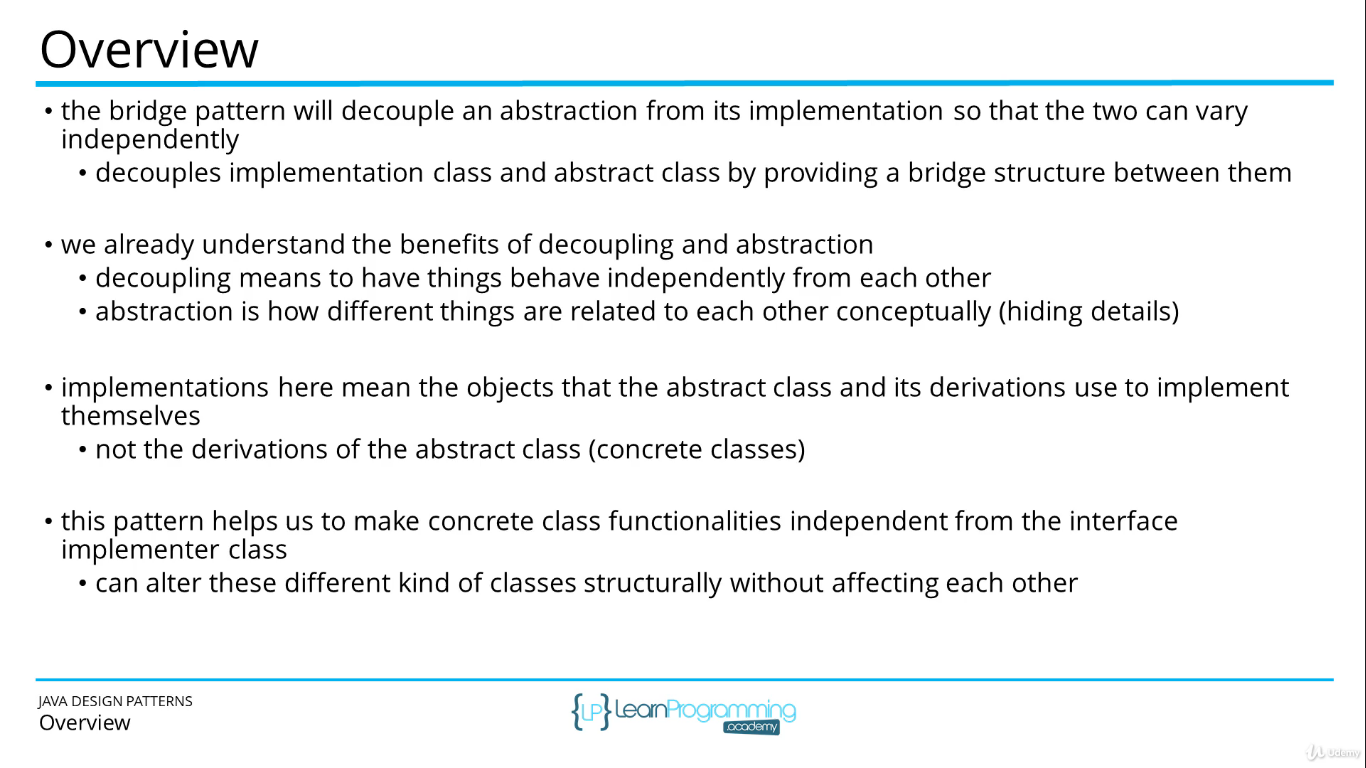 Overview
• the bridge pattern will decouple an abstraction from its implementation so that the two can vary
independently
• decouples implementation class and abstract class by providing a bridge structure between them
• we already understand the benefits of decoupling and abstraction
• decoupling means to have things behave independently from each other
• abstraction is how different things are related to each other conceptually (hiding details)
• implementations here mean the objects that the abstract class and its derivations use to implement
themselves
• not the derivations of the abstract class (concrete classes)
• this pattern helps us to make concrete class functionalities independent from the interface
implementer class
• can alter these different kind of classes structurally without affecting each other
JAVA DESIGN PATTERNS
Overview
{LP} LearnProgramming
.academy
Udemy